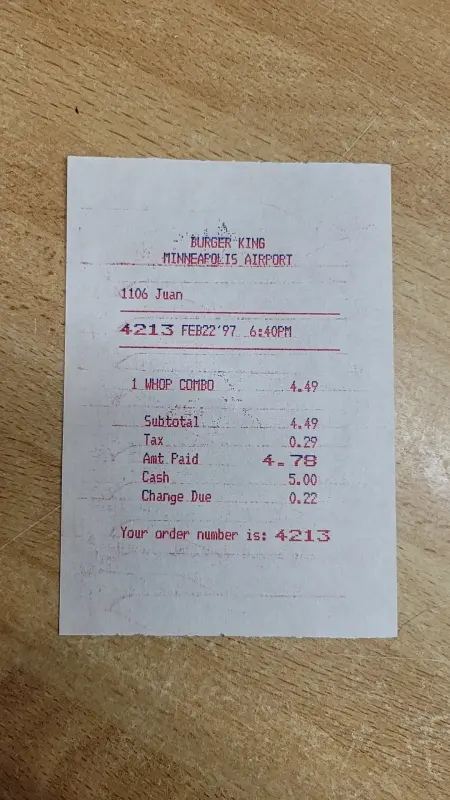 BURGER KING
MINNEAPOLIS AIRPORT
1106 Juan
4213 FEB22'97 6:40PM
1 WHOP COMBO 4.49
Subtotal 4.49
Tax 0.29
Amt Paid 4.78
Cash 5.00
Change Due 0.22
Your order number is: 4213